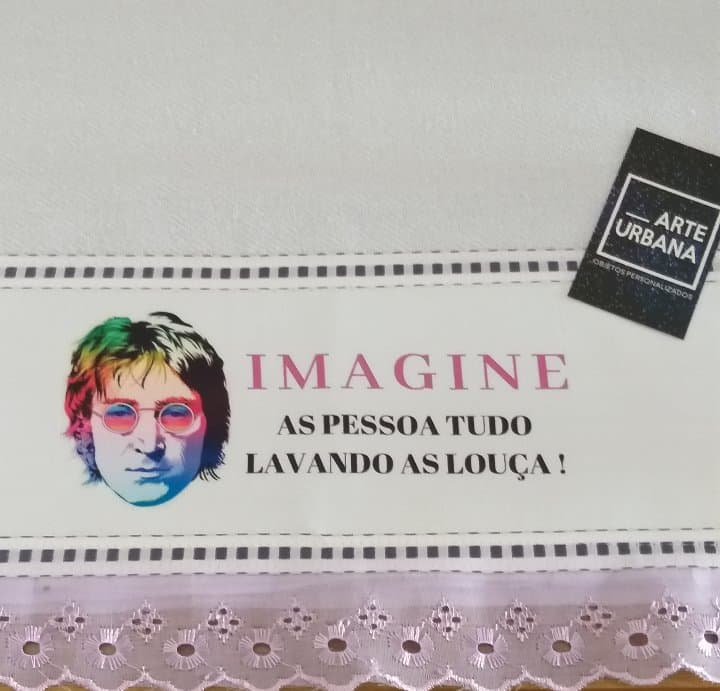 — ARTE
URBANA
OBJETOS PERSONALIZADOS
IMAGINE
AS PESSOA TUDO
LAVANDO AS LOUÇA !